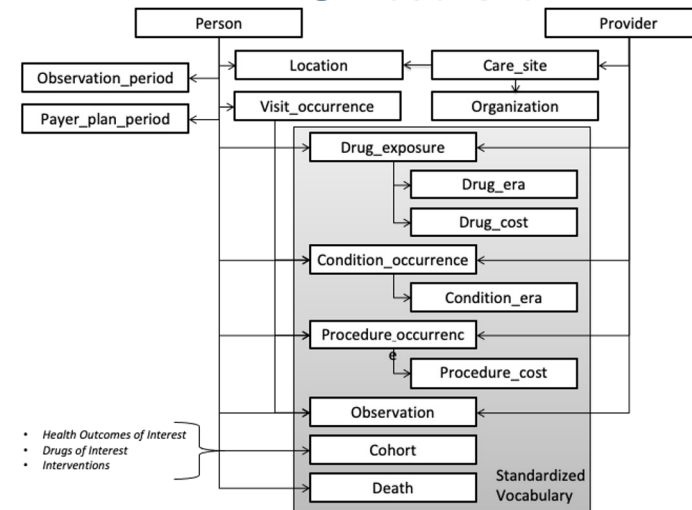 Person
Provider
Location
Care_site
Observation_period
Visit_occurrence
Organization
Payer_plan_period
Drug_exposure
Drug_era
Drug_cost
Condition_occurrence
Condition_era
Procedure_occurrenc
e
Procedure_cost
Observation
• Health Outcomes of Interest
• Drugs of Interest
• Interventions
Cohort
Death
Standardized
Vocabulary